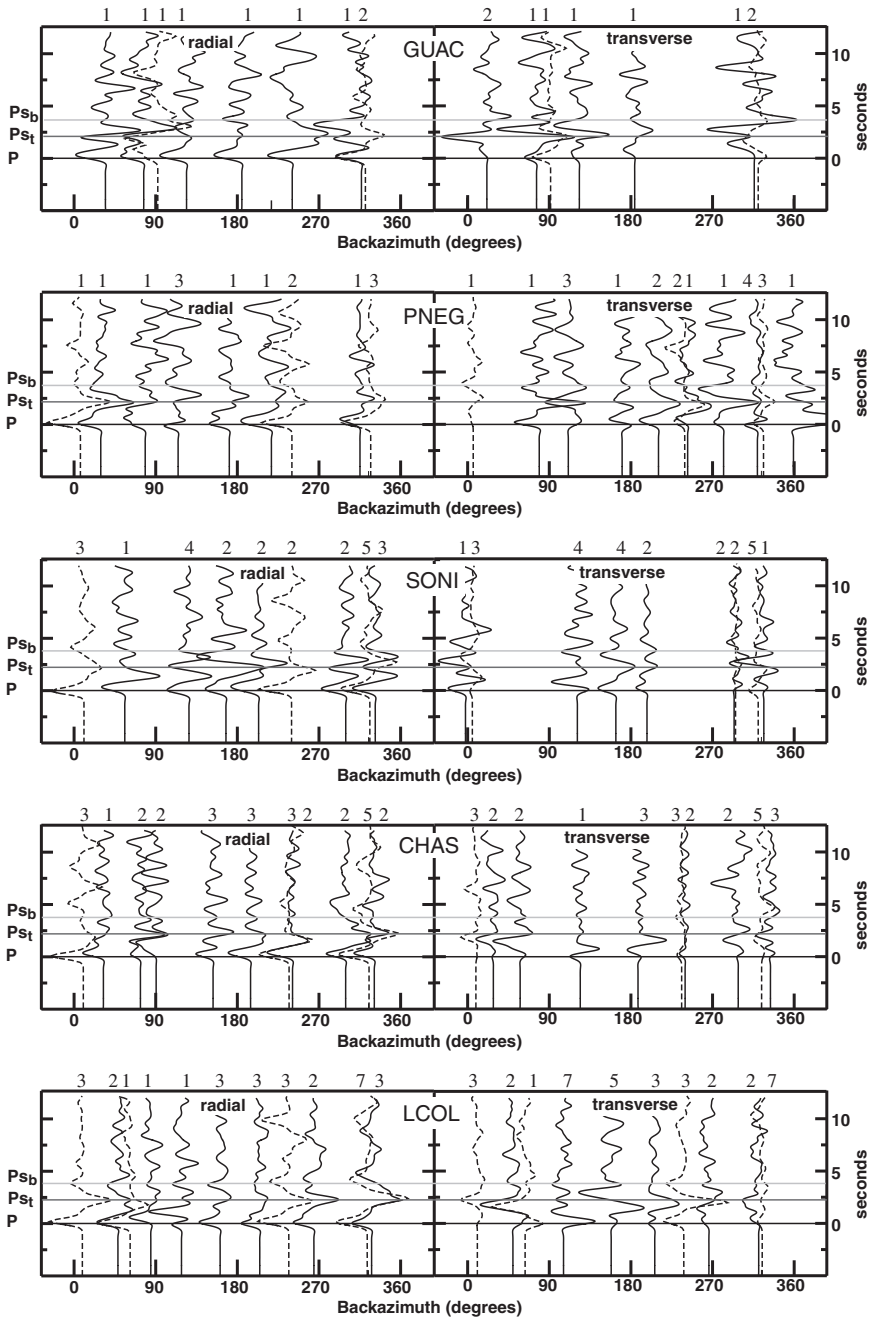 1 1 1 1 1 1 1 2 2 1 1 1 1 1 2
radial GUAC transverse
10
Psb 5
Pst
P 0
seconds
0 90 180 270 360 0 90 180 270 360
Backazimuth (degrees) Backazimuth (degrees)
1 1 1 3 1 1 2 1 3 1 1 3 1 2 2 1 1 4 3 1
radial PNEG transverse
10
Psb 5
Pst
P 0
seconds
0 90 180 270 360 0 90 180 270 360
Backazimuth (degrees) Backazimuth (degrees)
3 1 4 2 2 2 2 5 3 1 3 4 4 2 2 2 5 1
radial SONI transverse
10
Psb 5
Pst
P 0
seconds
0 90 180 270 360 0 90 180 270 360
Backazimuth (degrees) Backazimuth (degrees)
3 1 2 2 3 3 3 2 2 5 2 3 2 2 1 3 3 2 2 5 3
radial CHAS transverse
10
Psb 5
Pst
P 0
seconds
0 90 180 270 360 0 90 180 270 360
Backazimuth (degrees) Backazimuth (degrees)
3 2 1 1 1 3 3 3 2 7 3 3 2 1 7 5 3 3 2 2 7
radial LCOL transverse
10
Psb 5
Pst
P 0
seconds
0 90 180 270 360 0 90 180 270 360
Backazimuth (degrees) Backazimuth (degrees)